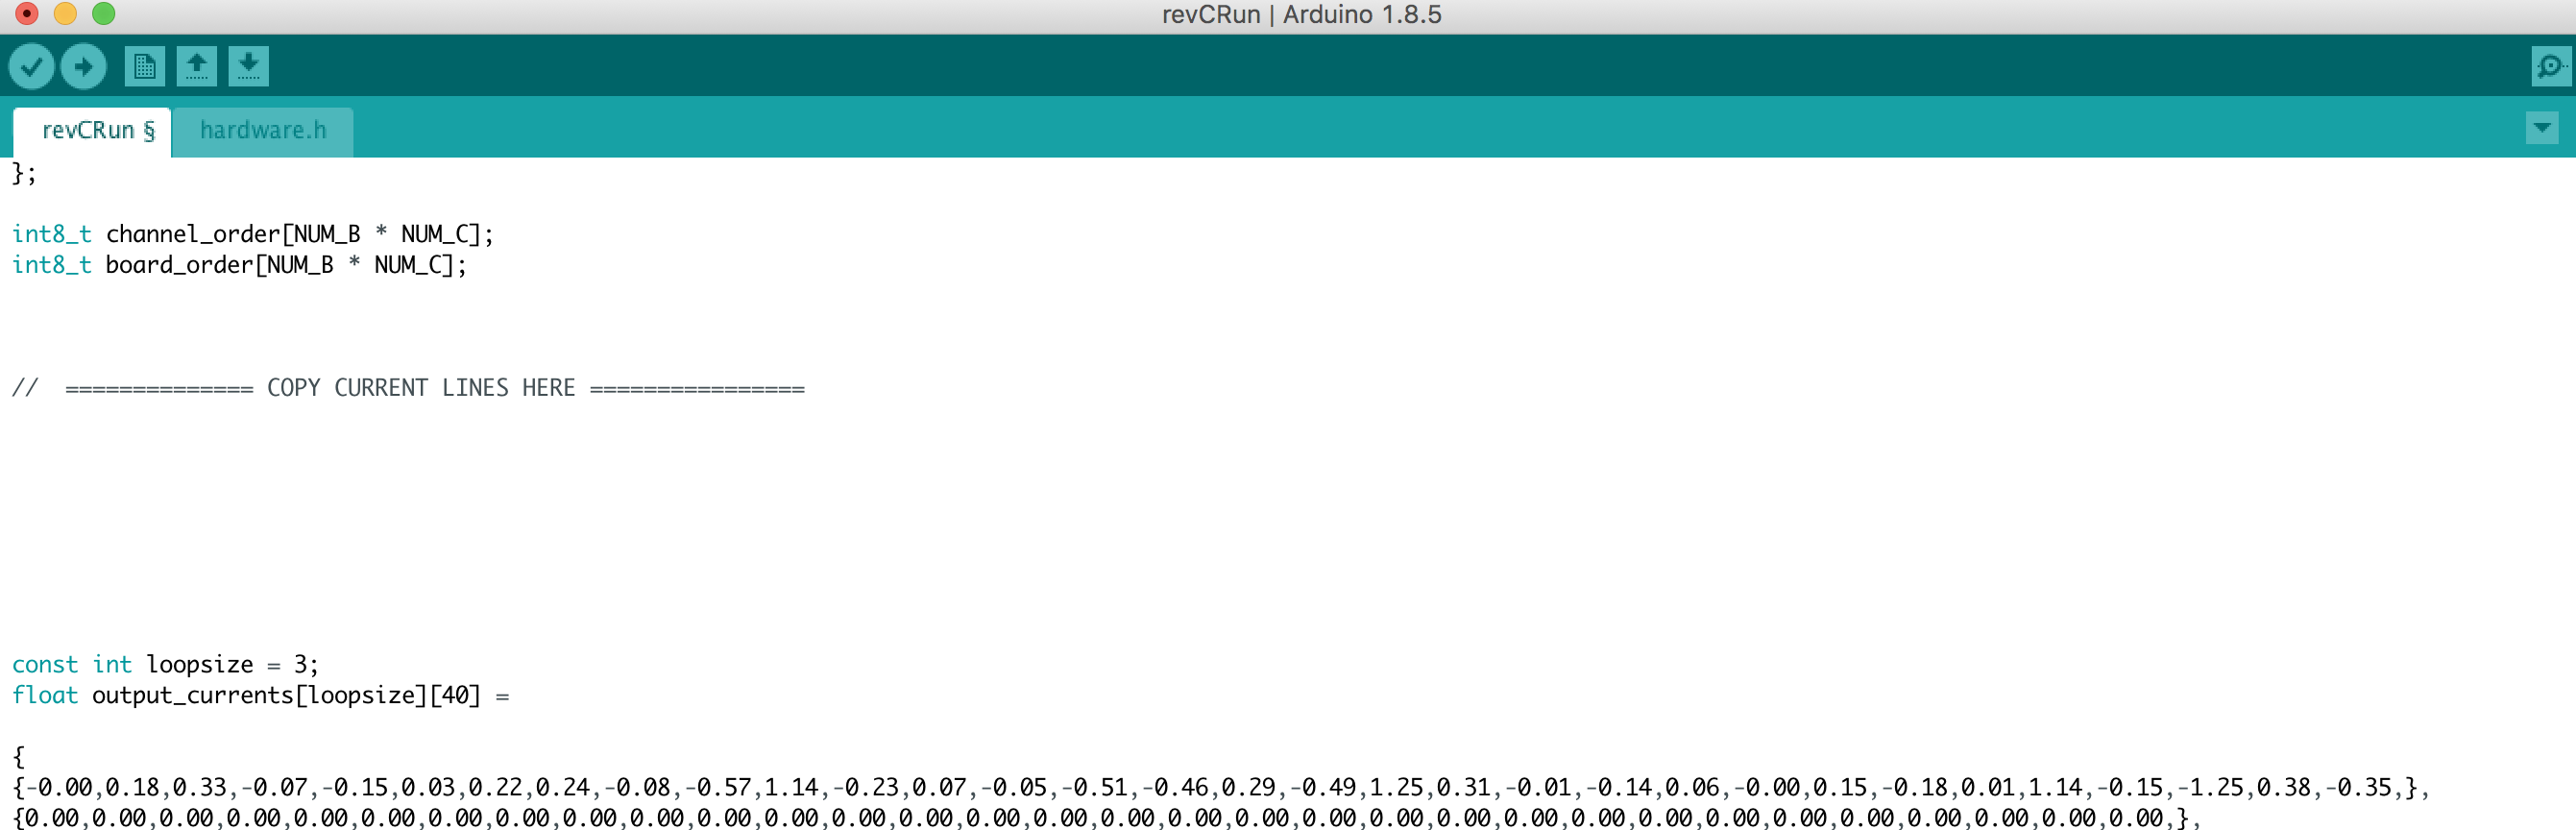 revCRun | Arduino 1.8.5
revCRun §
hardware.h
};
int8_t channel_order[NUM_B * NUM_C];
int8_t board_order[NUM_B * NUM_C];
//  ============== COPY CURRENT LINES HERE ================
const int loopsize = 3;
float output_currents[loopsize][40] =
{
{-0.00,0.18,0.33,-0.07,-0.15,0.03,0.22,0.24,-0.08,-0.57,1.14,-0.23,0.07,-0.05,-0.51,-0.46,0.29,-0.49,1.25,0.31,-0.01,-0.14,0.06,-0.00,0.15,-0.18,0.01,1.14,-0.15,-1.25,0.38,-0.35,},
{0.00,0.00,0.00,0.00,0.00,0.00,0.00,0.00,0.00,0.00,0.00,0.00,0.00,0.00,0.00,0.00,0.00,0.00,0.00,0.00,0.00,0.00,0.00,0.00,0.00,0.00,0.00,0.00,0.00,0.00,0.00,0.00,},